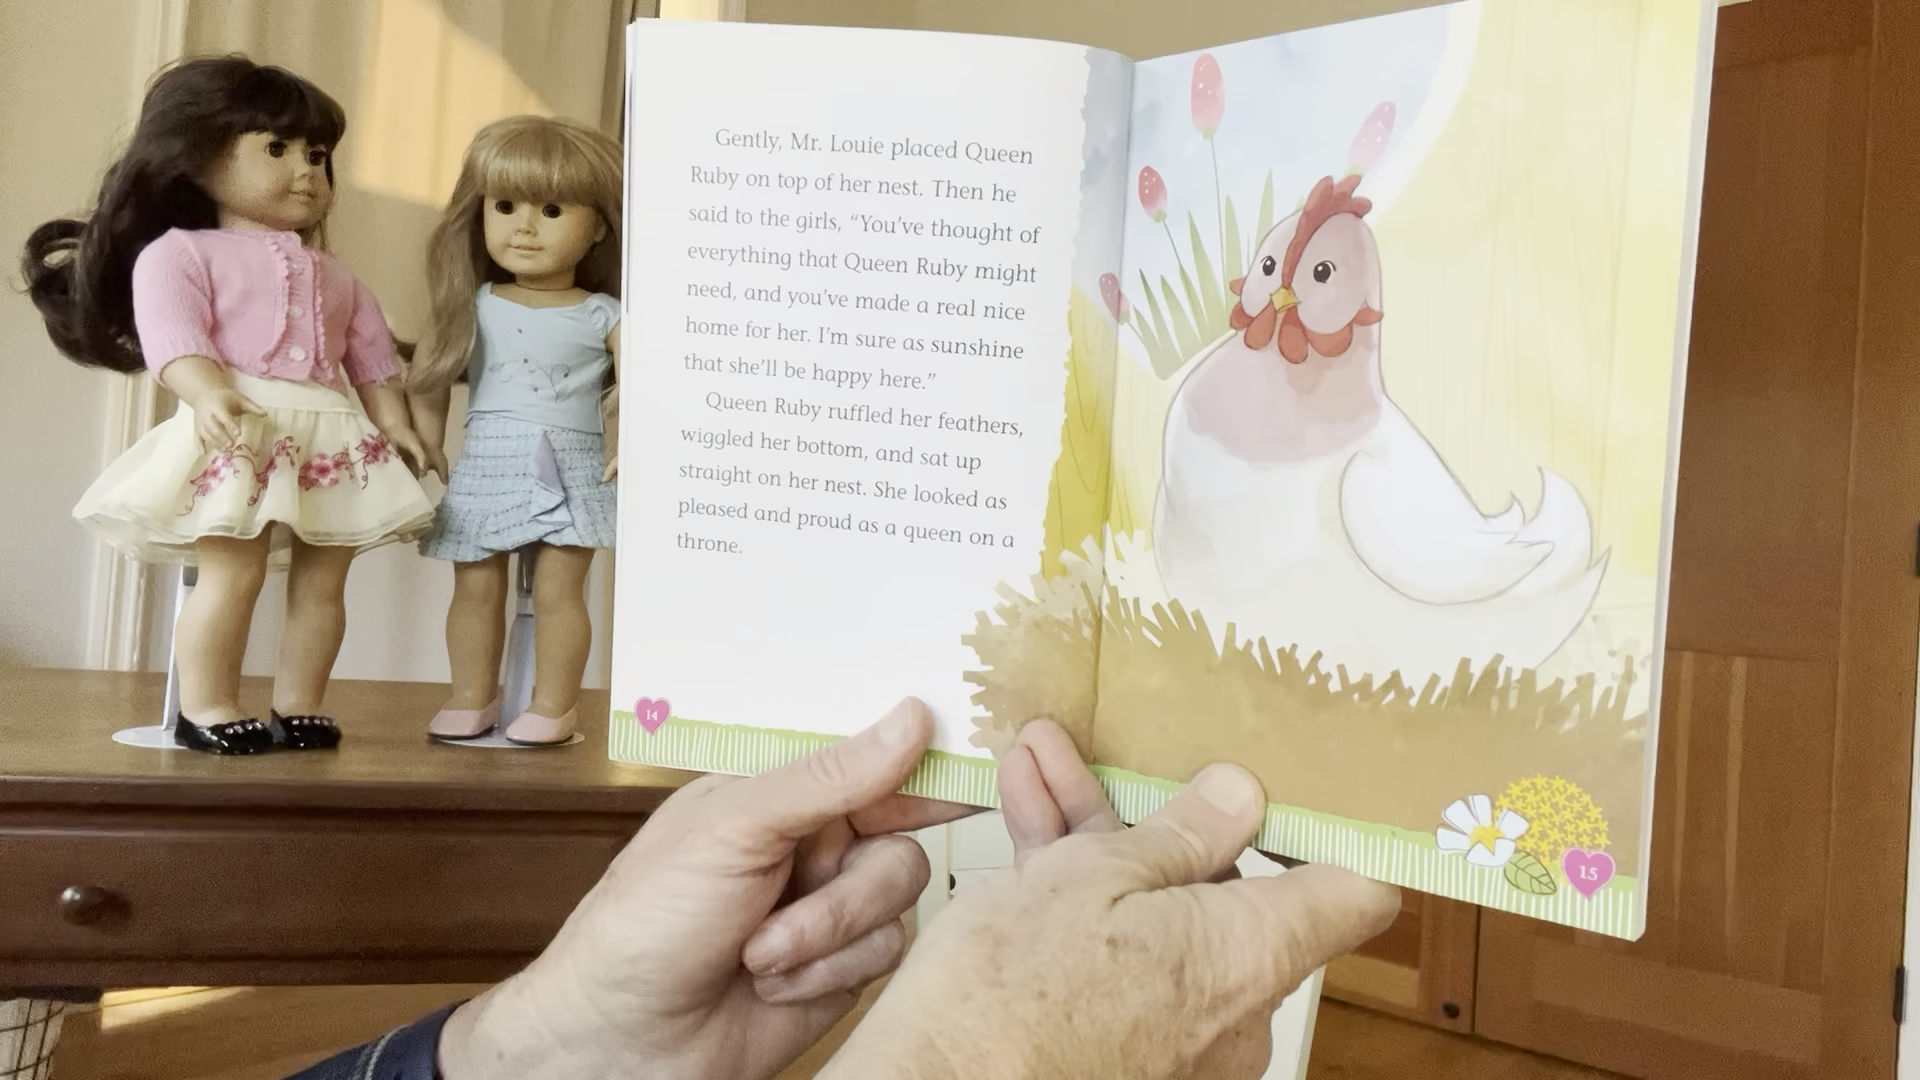 Gently, Mr. Louie placed Queen
Ruby on top of her nest. Then he
said to the girls, “You’ve thought of
everything that Queen Ruby might
need, and you’ve made a real nice
home for her. I’m sure as sunshine
that she’ll be happy here.”
Queen Ruby ruffled her feathers,
wiggled her bottom, and sat up
straight on her nest. She looked as
pleased and proud as a queen on a
throne.
14
15